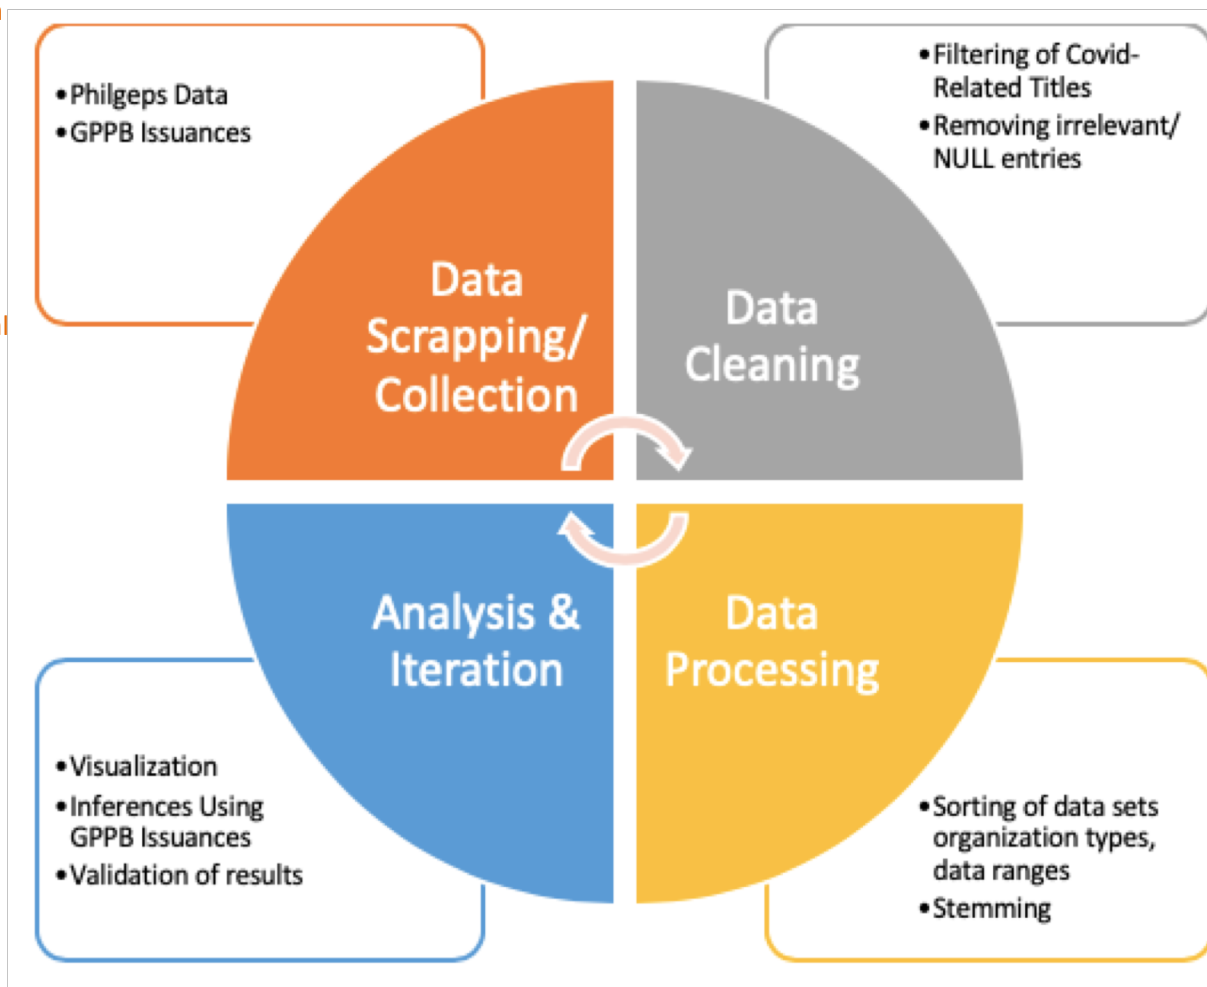 •Philgeps Data
•GPPB Issuances
•Filtering of Covid-
Related Titles
•Removing irrelevant/
NULL entries
Data
Scrapping/
Collection
Data
Cleaning
Analysis &
Iteration
Data
Processing
•Visualization
•Inferences Using
GPPB Issuances
•Validation of results
•Sorting of data sets
organization types,
data ranges
•Stemming